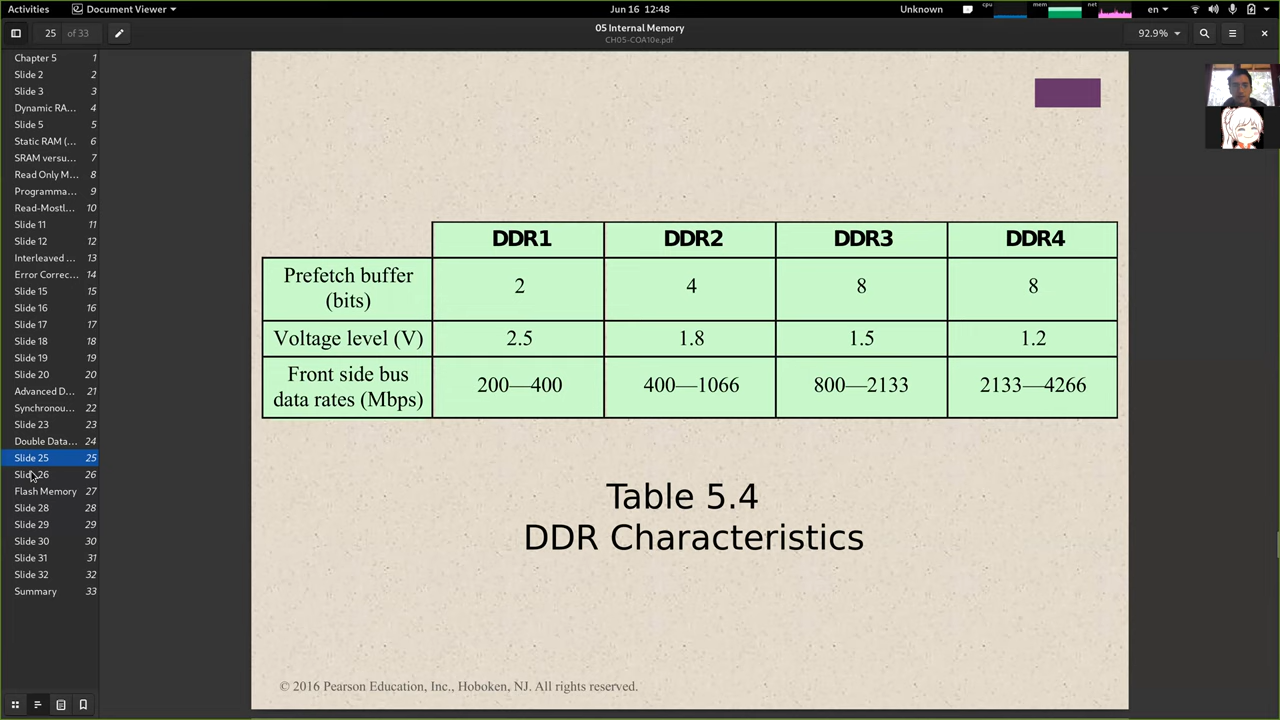 Activities
Document Viewer
Jun 16 12:48
Unknown
cpu
mem
net
en
25 of 33
05 Internal Memory
CH05-COA10e.pdf
92.9%
Chapter 5 1
Slide 2 2
Slide 3 3
Dynamic RA... 4
Slide 5 5
Static RAM (... 6
SRAM versu... 7
Read Only M... 8
Programma... 9
Read-Mostl... 10
Slide 11 11
Slide 12 12
Interleaved ... 13
Error Correc... 14
Slide 15 15
Slide 16 16
Slide 17 17
Slide 18 18
Slide 19 19
Slide 20 20
Advanced D... 21
Synchronou... 22
Slide 23 23
Double Data... 24
Slide 25 25
Slide 26 26
Flash Memory 27
Slide 28 28
Slide 29 29
Slide 30 30
Slide 31 31
Slide 32 32
Summary 33
DDR1 DDR2 DDR3 DDR4
Prefetch buffer
(bits)
2 4 8 8
Voltage level (V) 2.5 1.8 1.5 1.2
Front side bus
data rates (Mbps)
200—400 400—1066 800—2133 2133—4266
Table 5.4
DDR Characteristics
© 2016 Pearson Education, Inc., Hoboken, NJ. All rights reserved.